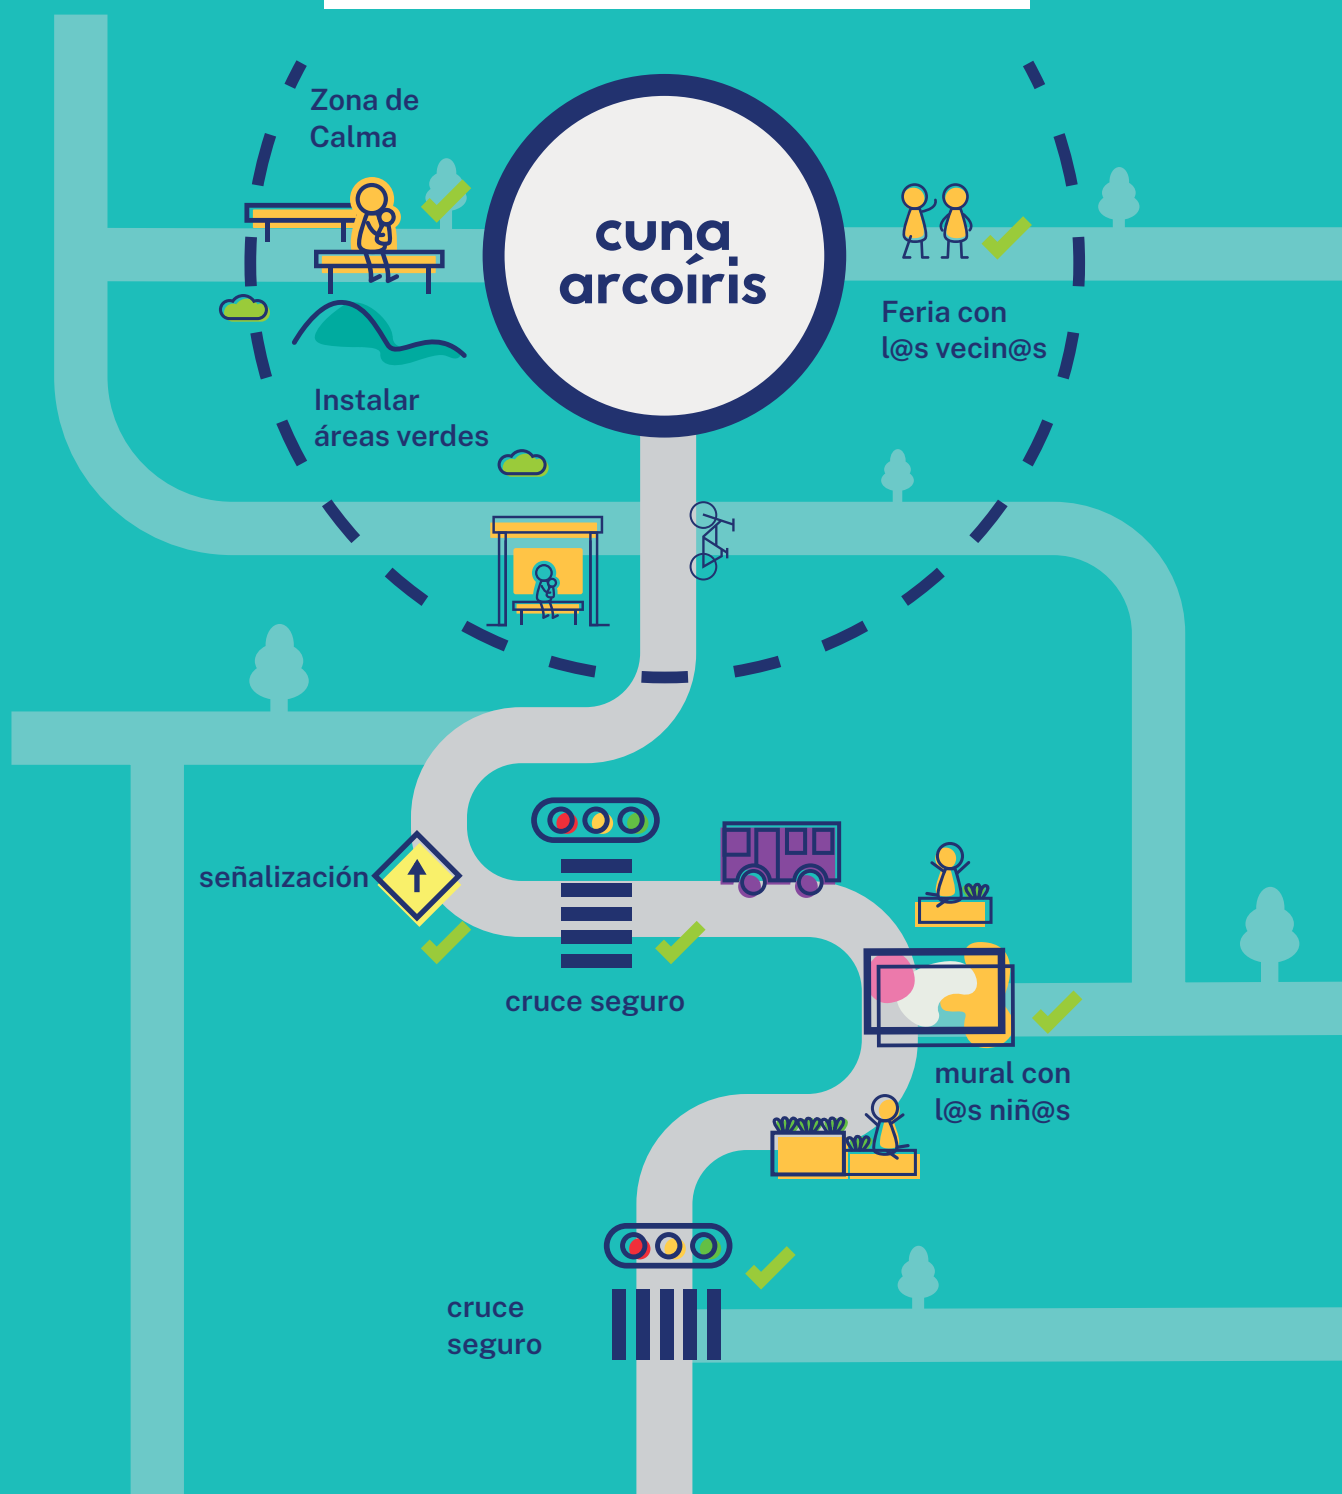 Zona de
Calma
cuna
arcoíris
Feria con
l@s vecin@s
Instalar
áreas verdes
señalización
cruce seguro
mural con
l@s niñ@s
cruce
seguro